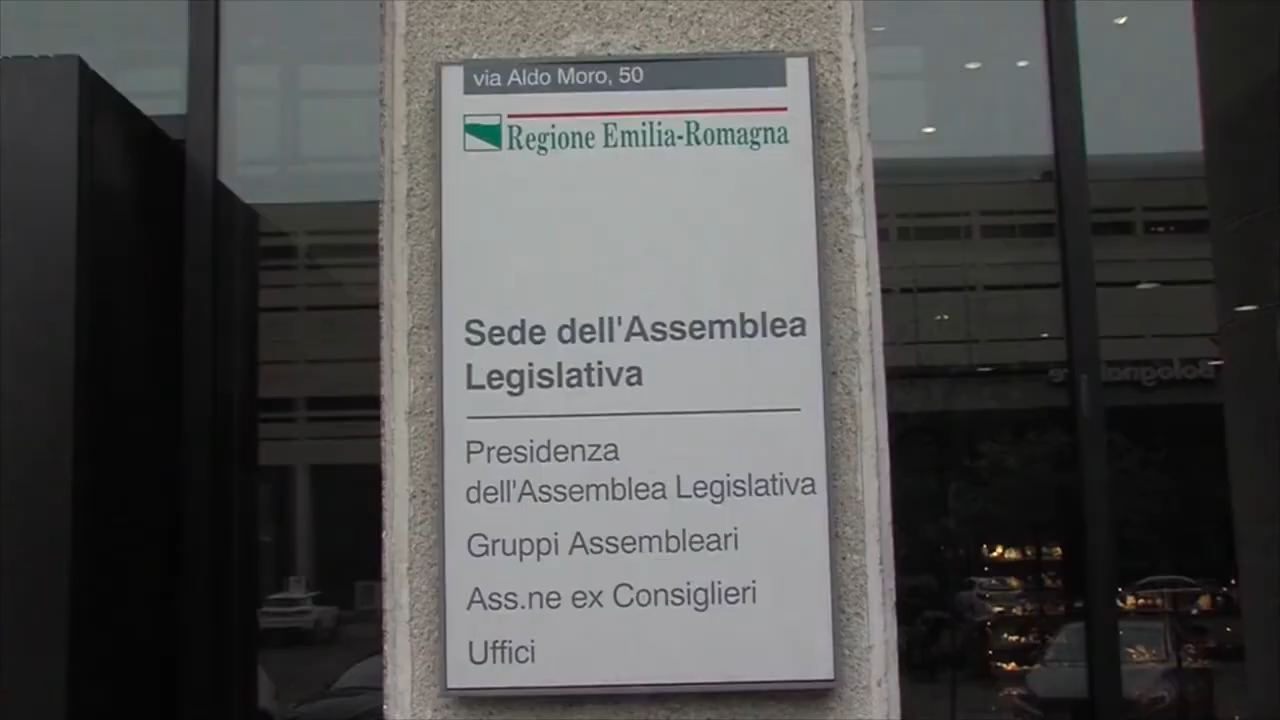 via Aldo Moro, 50
Regione Emilia-Romagna
Sede dell'Assemblea
Legislativa
Presidenza
dell'Assemblea Legislativa
Gruppi Assembleari
Ass.ne ex Consiglieri
Uffici